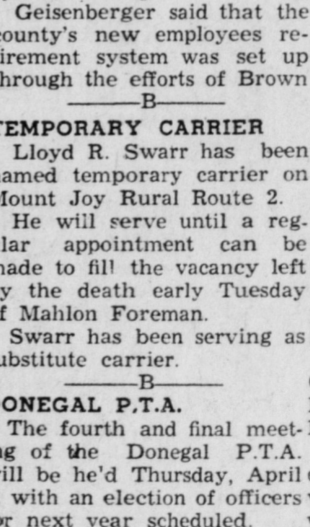 Geisenberger said that the
county's new employees re-
irement system was set up
hrough the efforts of Brown
B
TEMPORARY CARRIER
Lloyd R. Swarr has been
named temporary carrier on
Mount Joy Rural Route 2.
He will serve until a reg-
lar appointment can be
made to fill the vacancy left
y the death early Tuesday
f Mahlon Foreman.
Swarr has been serving as
ubstitute carrier.
B
DONEGAL P.T.A.
The fourth and final meet-
ng of the Donegal P.T.A.
ill be he'd Thursday, April
, with an election of officers
or next year scheduled.